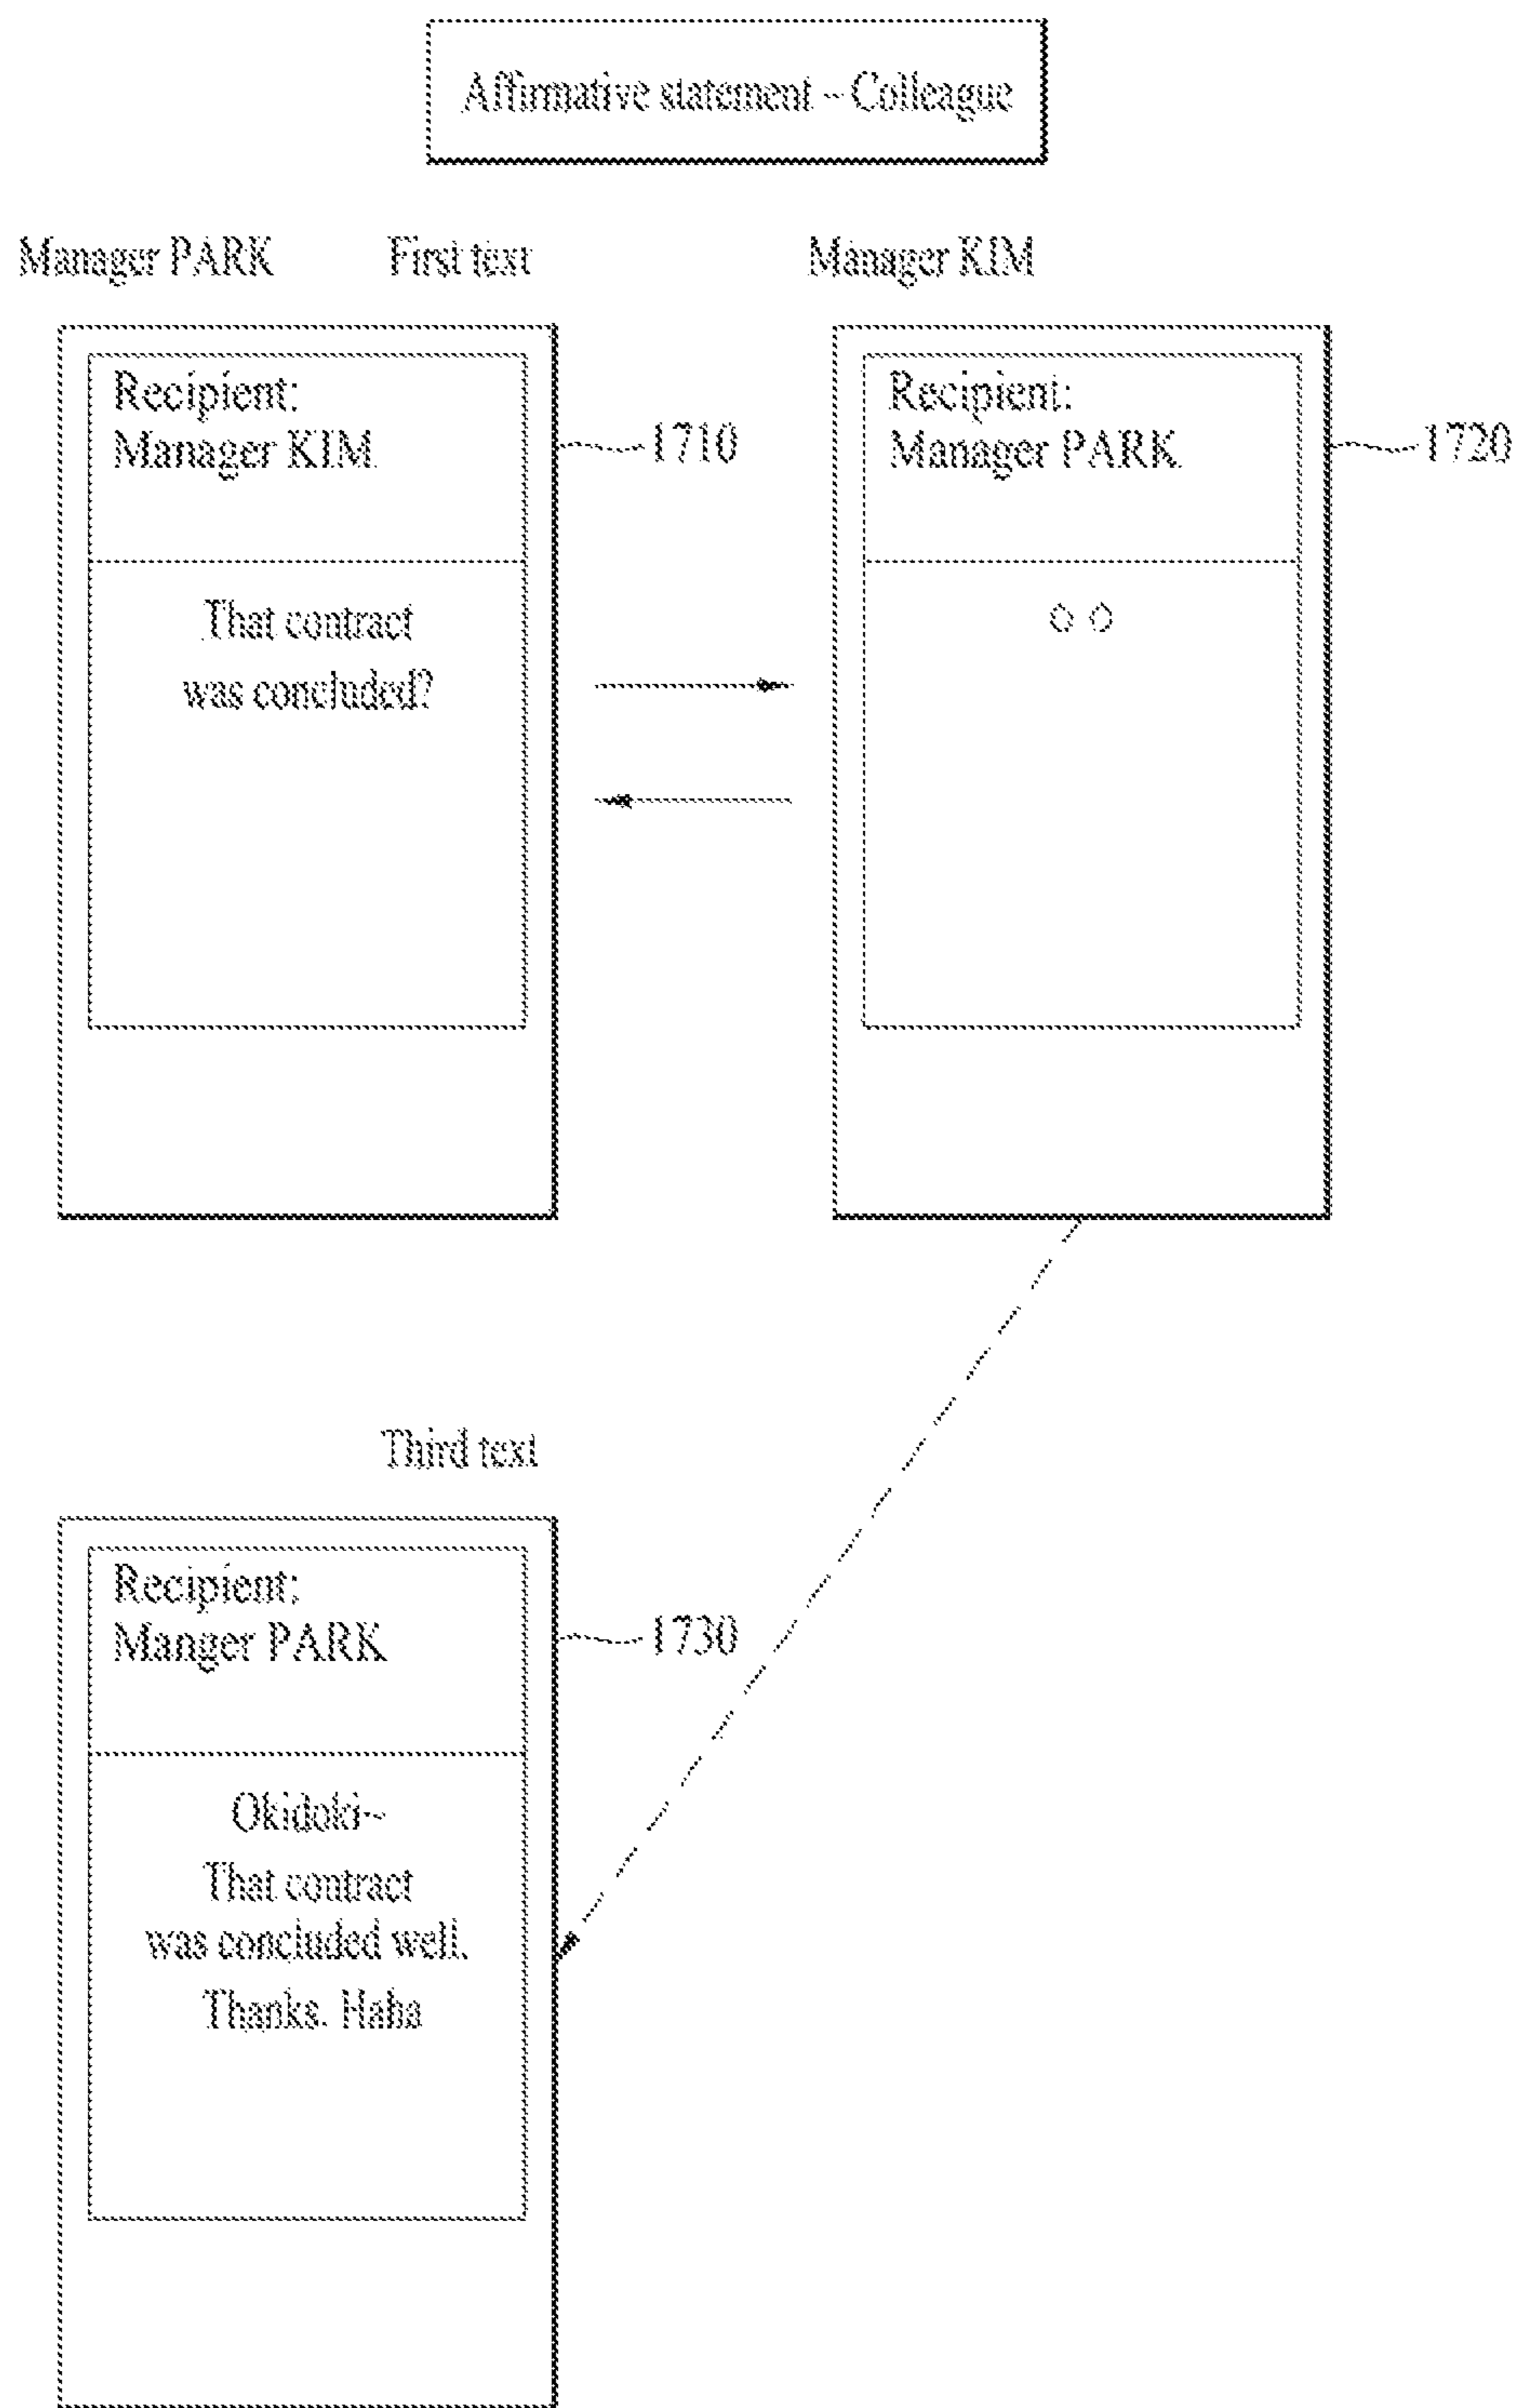 Affirmative statement – Colleague
Manager PARK
First text
Manager KIM
Recipient:
Manager KIM
1710
Recipient:
Manager PARK
1720
That contract
was concluded?
ㅇㅇ
Third text
Recipient:
Manger PARK
1730
Okidoki~
That contract
was concluded well.
Thanks. Haha